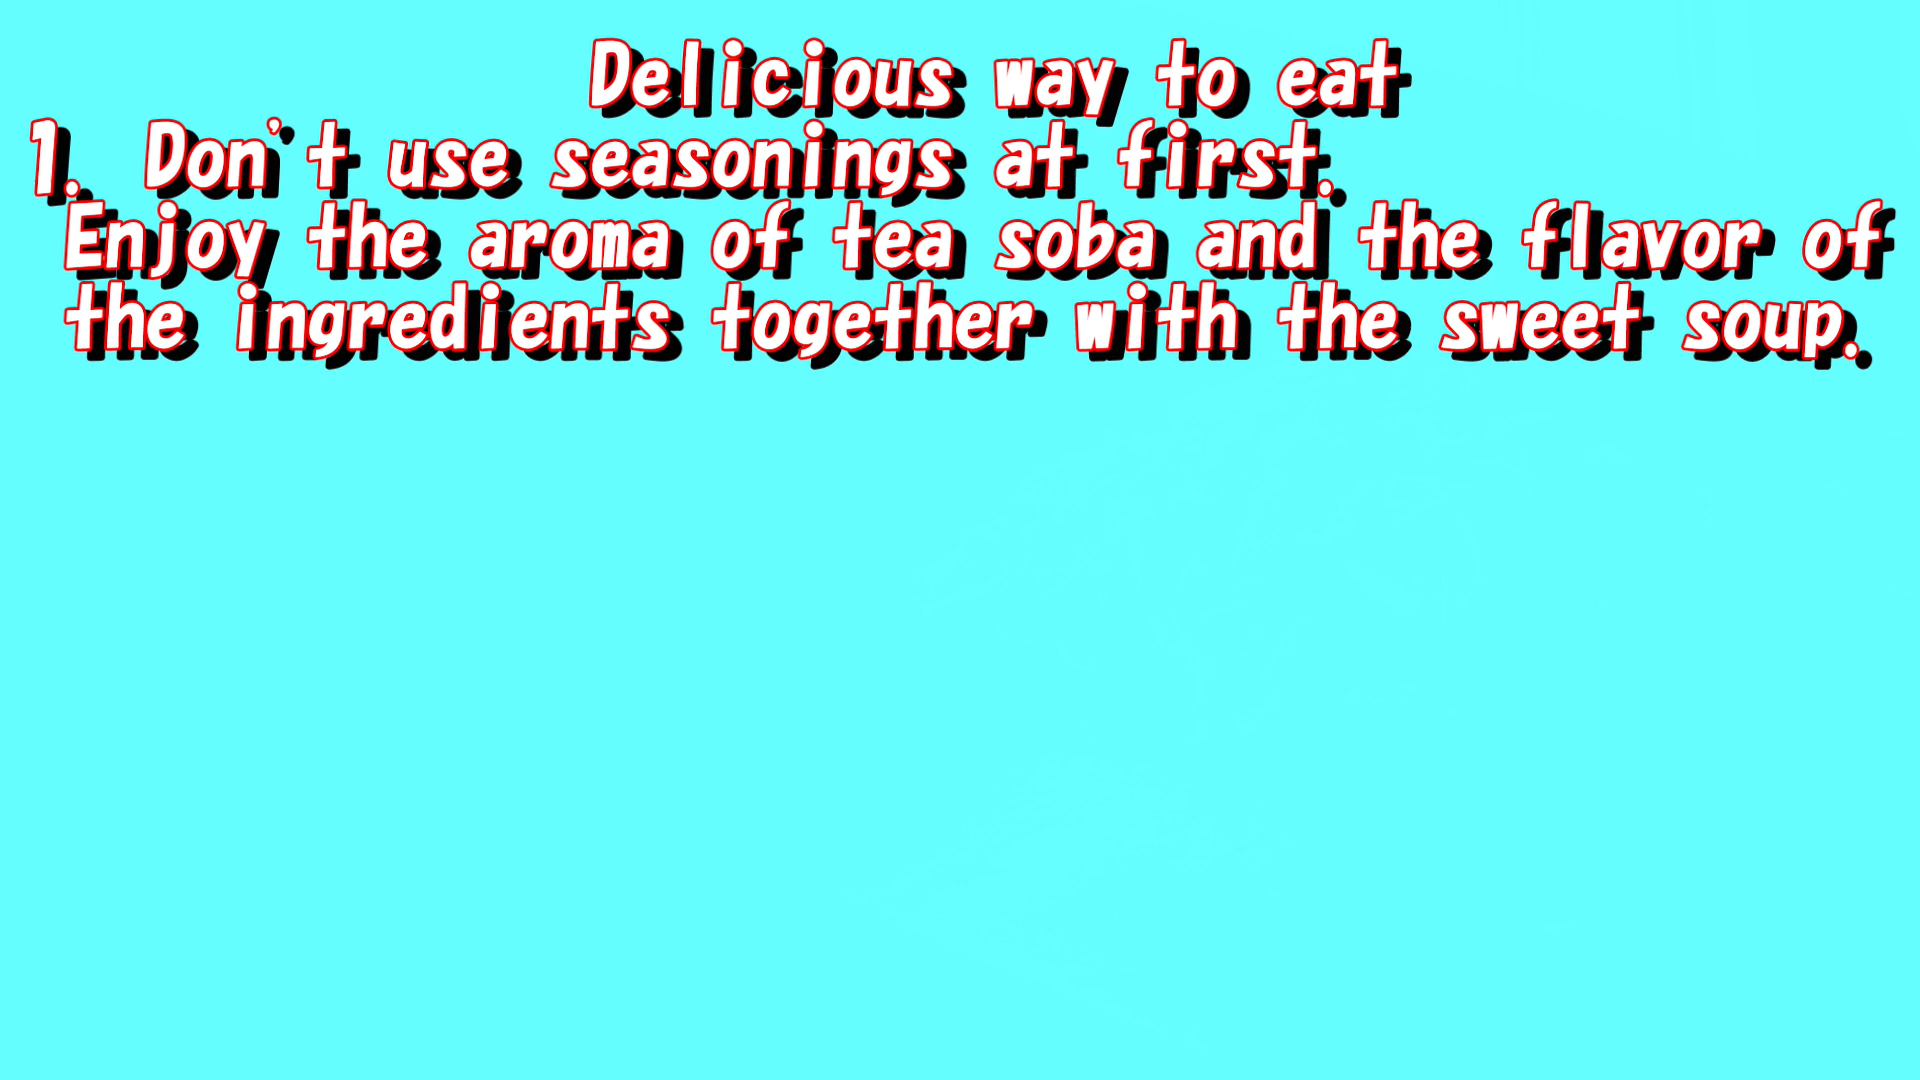 Delicious way to eat
1. Don't use seasonings at first.
Enjoy the aroma of tea soba and the flavor of
the ingredients together with the sweet soup.